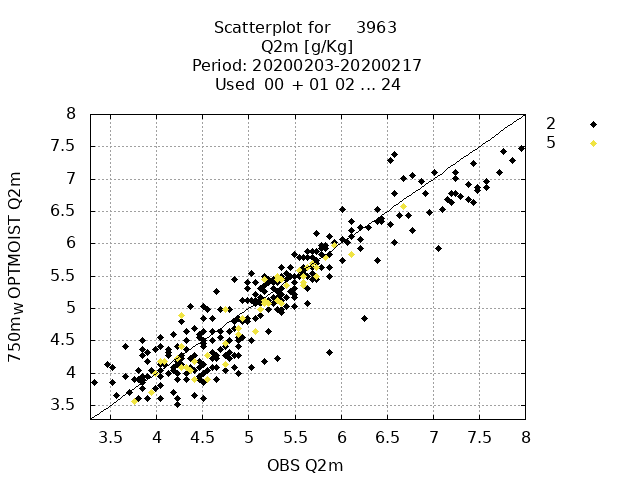 Scatterplot for 3963
Q2m [g/Kg]
Period: 20200203-20200217
Used 00 + 01 02 ... 24
2
5
8
7.5
7
6.5
6
5.5
5
4.5
4
3.5
750mwOPTMOIST Q2m
3.5 4 4.5 5 5.5 6 6.5 7 7.5 8
OBS Q2m